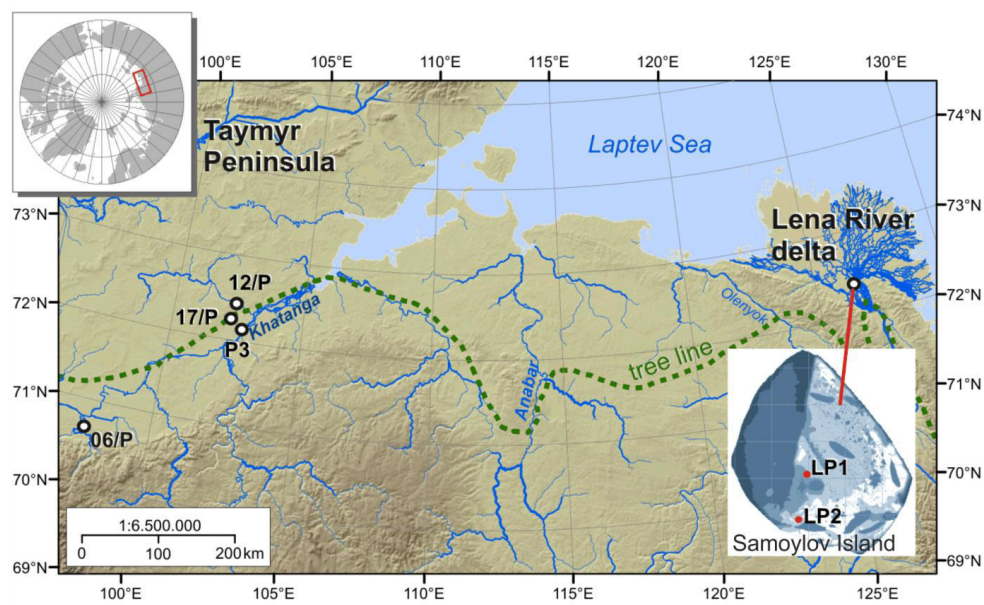 100°E
105°E
110°E
115°E
120°E
125°E
130°E
Taymyr
Peninsula
Laptev Sea
74°N
73°N
73°N
Lena River
delta
12/P
72°N
17/P
Khatanga
P3
Olenyok
72°N
tree line
71°N
Anabar
71°N
06/P
70°N
LP1
70°N
LP2
Samoylov Island
1:6.500.000
0 100 200 km
69°N
69°N
100°E
105°E
110°E
115°E
120°E
125°E